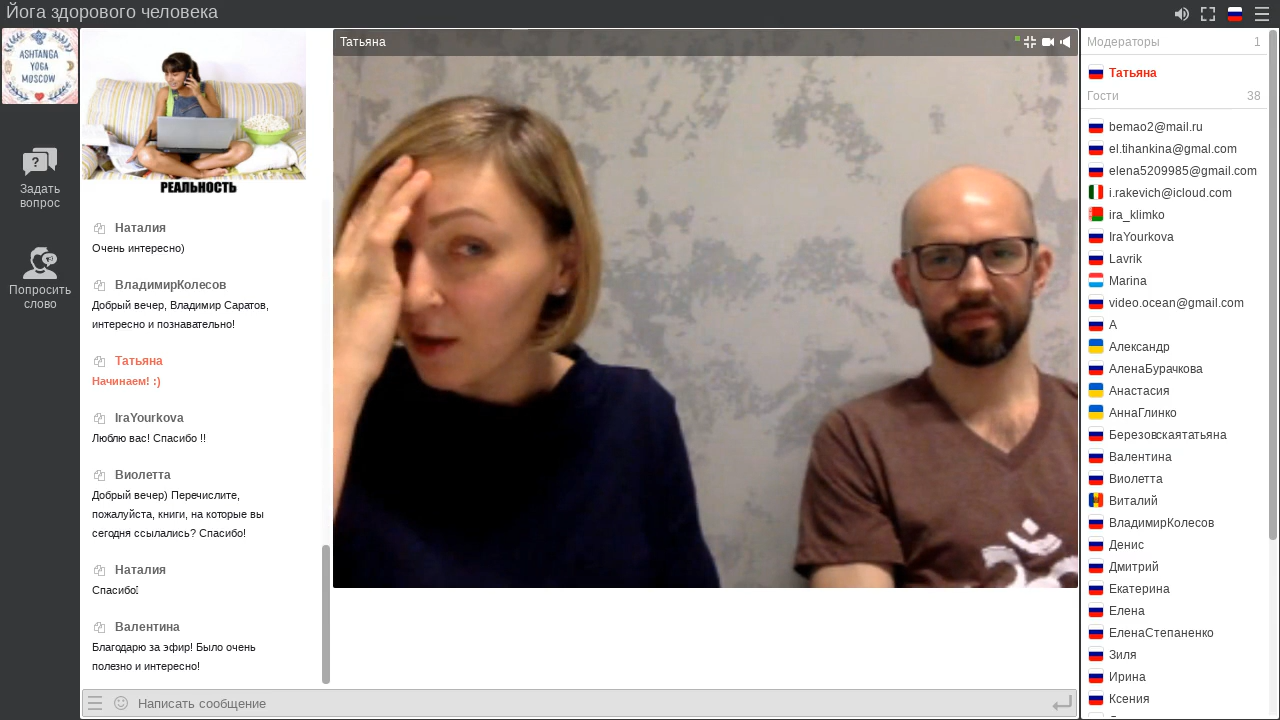 Йога здорового человека
ASHTANGA
YOGA
MOSCOW
Задать
вопрос
Попросить
слово
РЕАЛЬНОСТЬ
Наталия
Очень интересно)
ВладимирКолесов
Добрый вечер, Владимир Саратов,
интересно и познавательно!
Татьяна
Начинаем! :)
IraYourkova
Люблю вас! Спасибо !!
Виолетта
Добрый вечер) Перечислите,
пожалуйста, книги, на которые вы
сегодня ссылались? Спасибо!
Наталия
Спасибо
Валентина
Благодарю за эфир! Было очень
полезно и интересно!
Написать сообщение
Татьяна
Модераторы 1
Татьяна
Гости 38
bemao2@mail.ru
el.tihankina@gmal.com
elena5209985@gmail.com
i.rakevich@icloud.com
ira_klimko
IraYourkova
Lavrik
Marina
video.ocean@gmail.com
А
Александр
АленаБурачкова
Анастасия
АннаГлинко
Березовскаятатьяна
Валентина
Виолетта
Виталий
ВладимирКолесов
Денис
Дмитрий
Екатерина
Елена
ЕленаСтепаненко
лиля
Ирина
Ксения